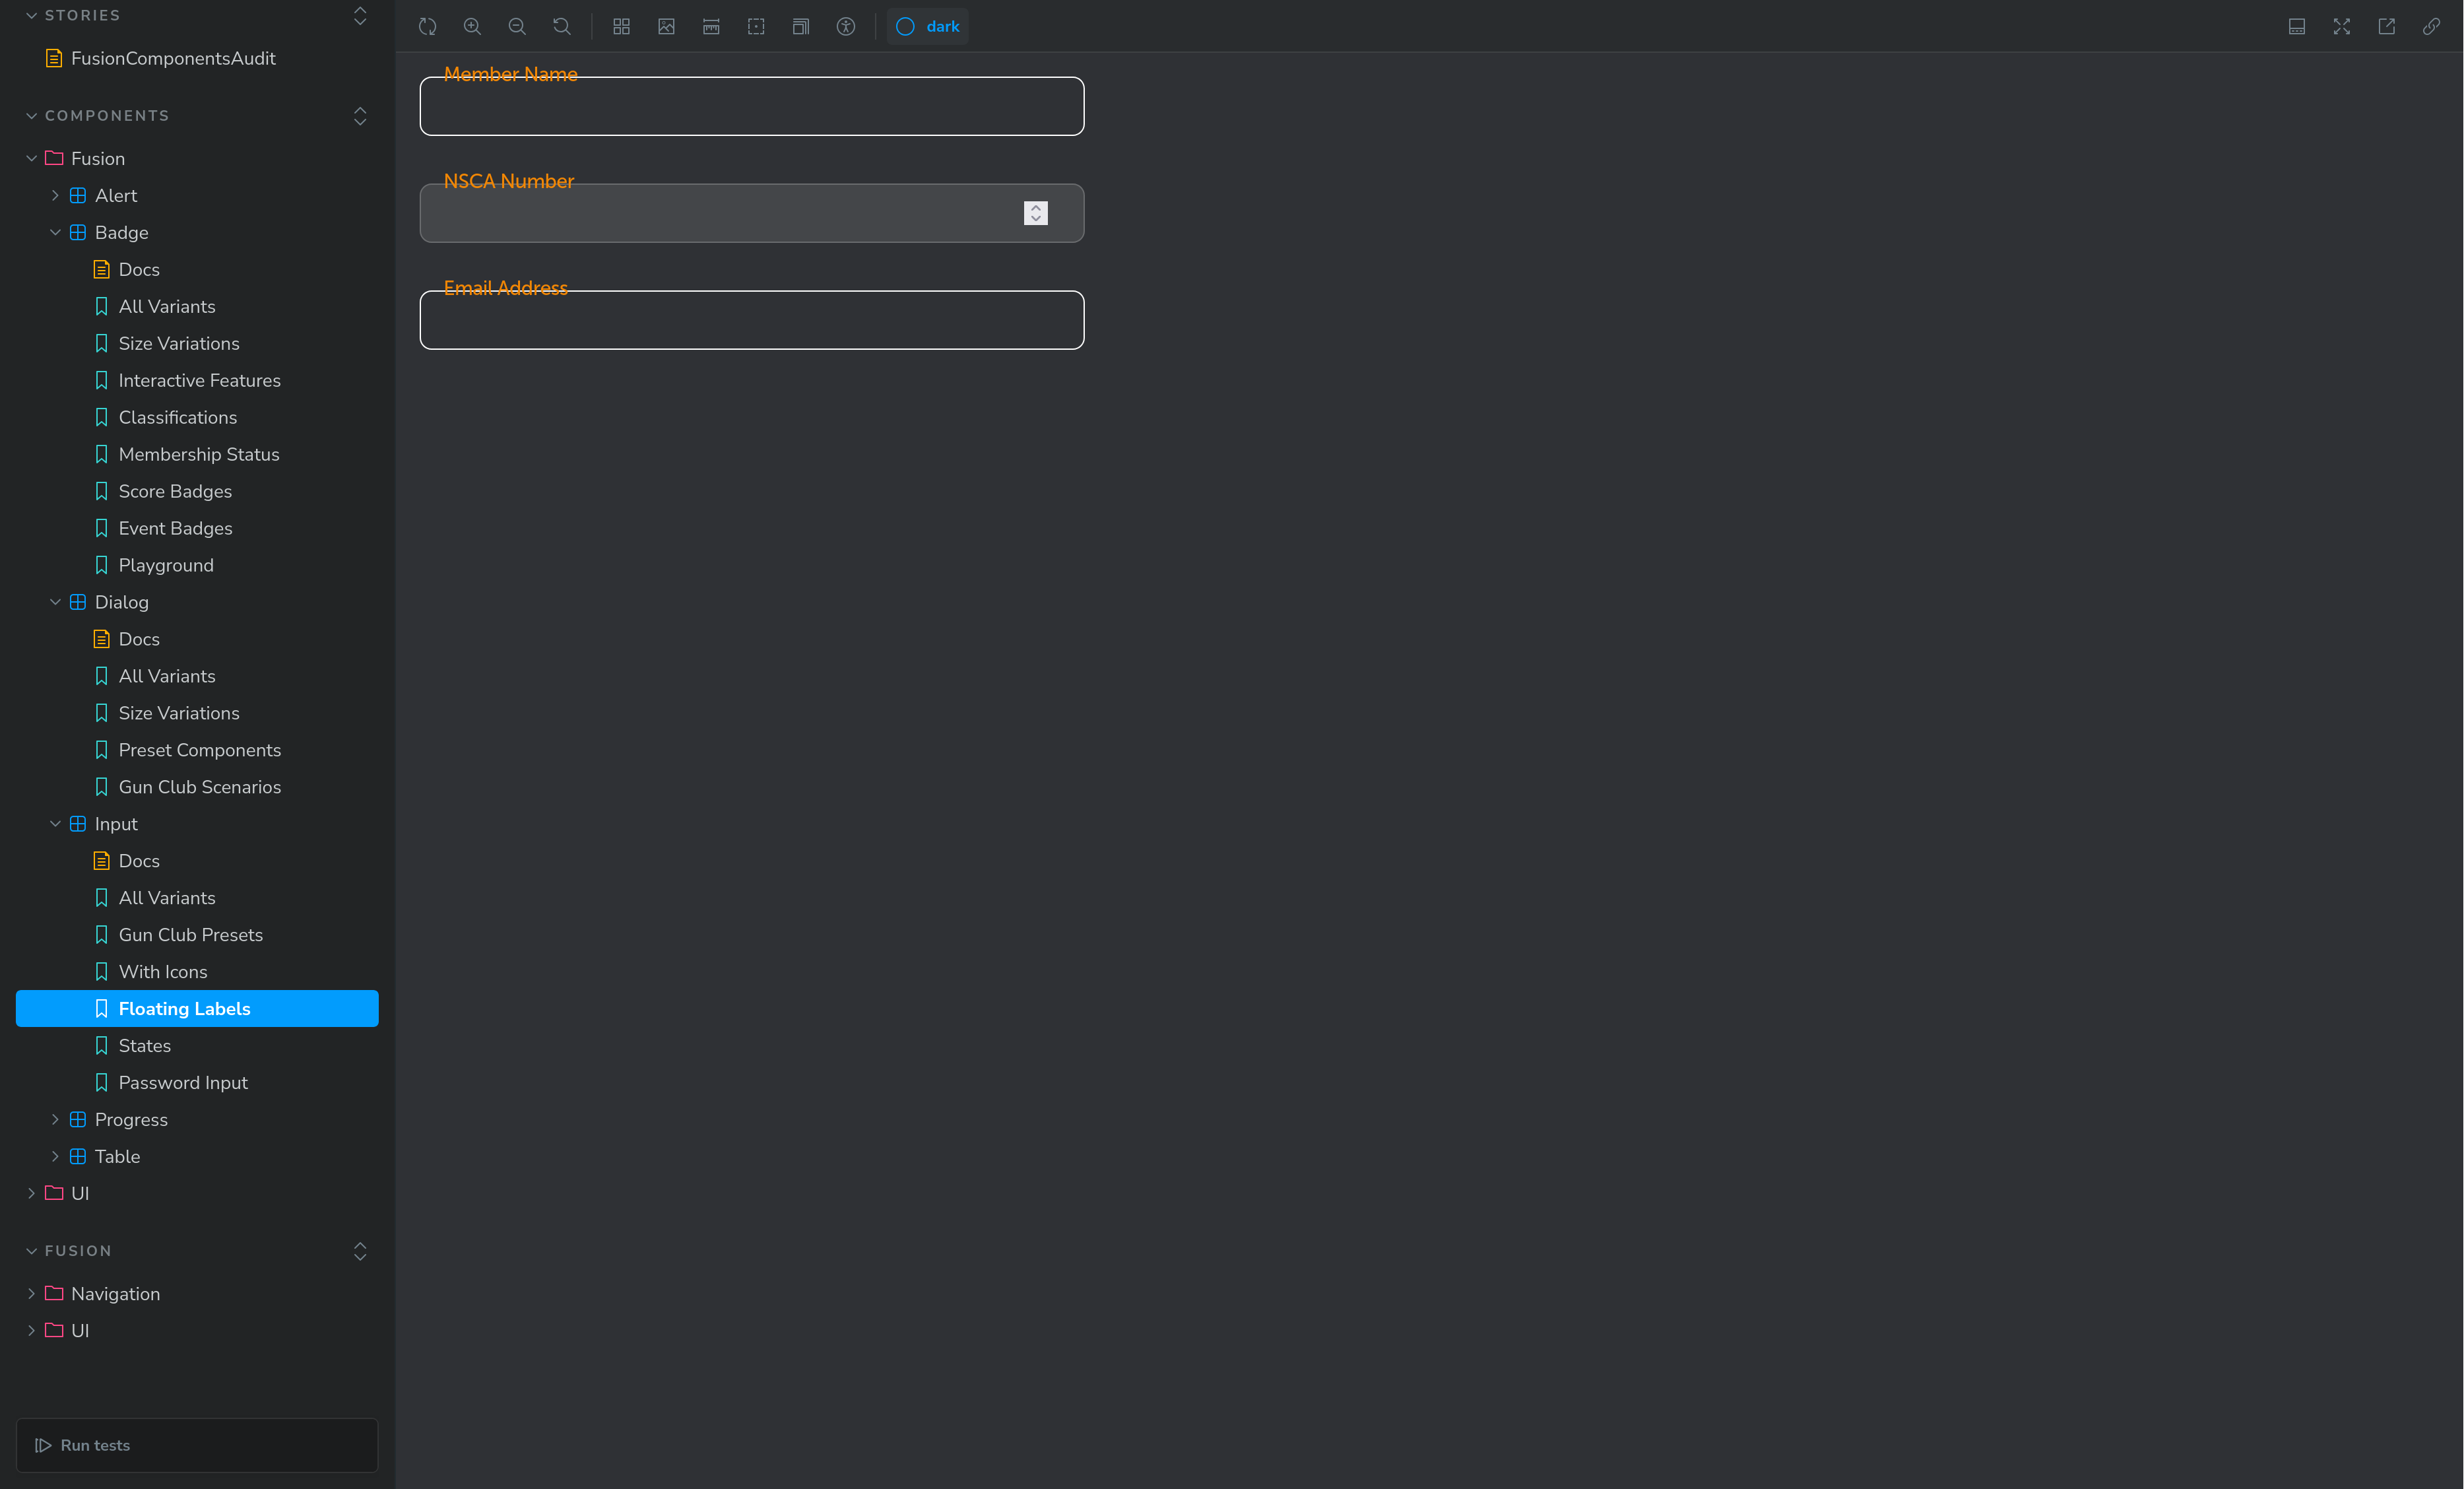 STORIES
FusionComponentsAudit
COMPONENTS
Fusion
Alert
Badge
Docs
All Variants
Size Variations
Interactive Features
Classifications
Membership Status
Score Badges
Event Badges
Playground
Dialog
Docs
All Variants
Size Variations
Preset Components
Gun Club Scenarios
Input
Docs
All Variants
Gun Club Presets
With Icons
Floating Labels
States
Password Input
Progress
Table
UI
FUSION
Navigation
UI
Run tests
dark
Member Name
NSCA Number
Email Address